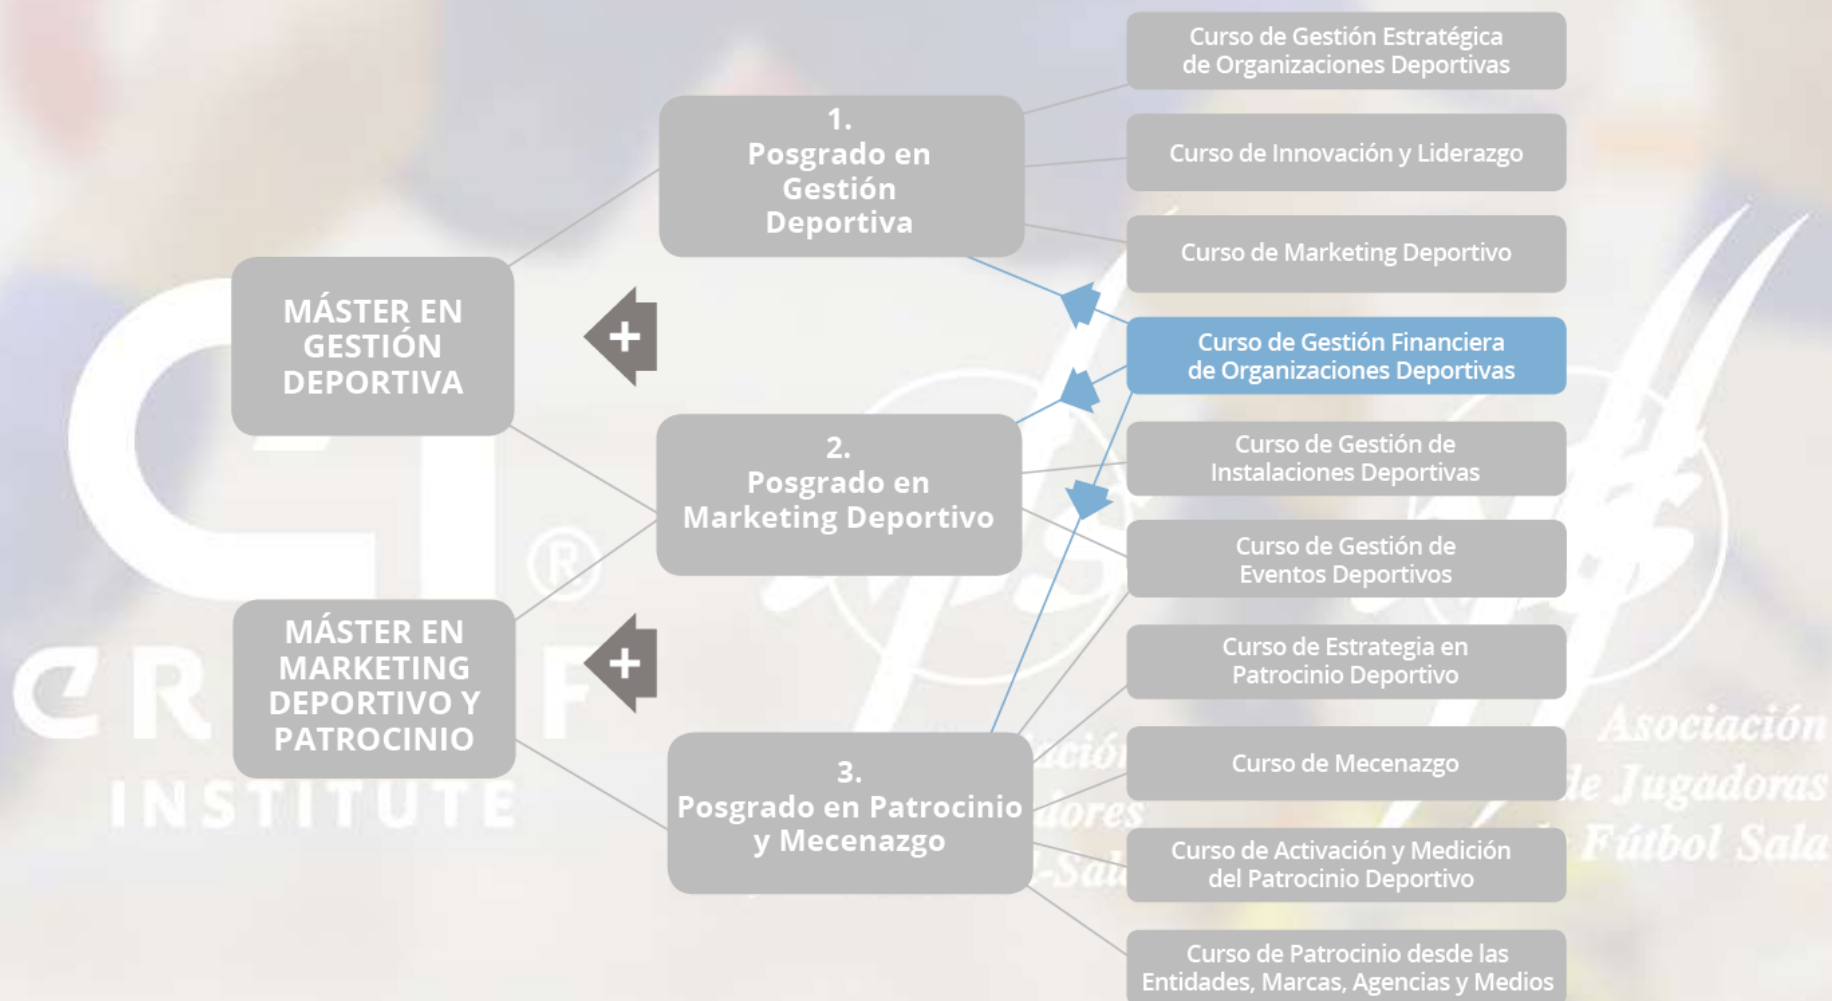 MÁSTER EN
GESTIÓN
DEPORTIVA
MÁSTER EN
MARKETING
DEPORTIVO Y
PATROCINIO
+
+
1.
Posgrado en
Gestión
Deportiva
2.
Posgrado en
Marketing Deportivo
3.
Posgrado en Patrocinio
y Mecenazgo
Curso de Gestión Estratégica
de Organizaciones Deportivas
Curso de Innovación y Liderazgo
Curso de Marketing Deportivo
Curso de Gestión Financiera
de Organizaciones Deportivas
Curso de Gestión de
Instalaciones Deportivas
Curso de Gestión de
Eventos Deportivos
Curso de Estrategia en
Patrocinio Deportivo
Curso de Mecenazgo
Curso de Activación y Medición
del Patrocinio Deportivo
Curso de Patrocinio desde las
Entidades, Marcas, Agencias y Medios
®
INSTITUTE
Asociación
de Jugadoras
Fútbol Sala